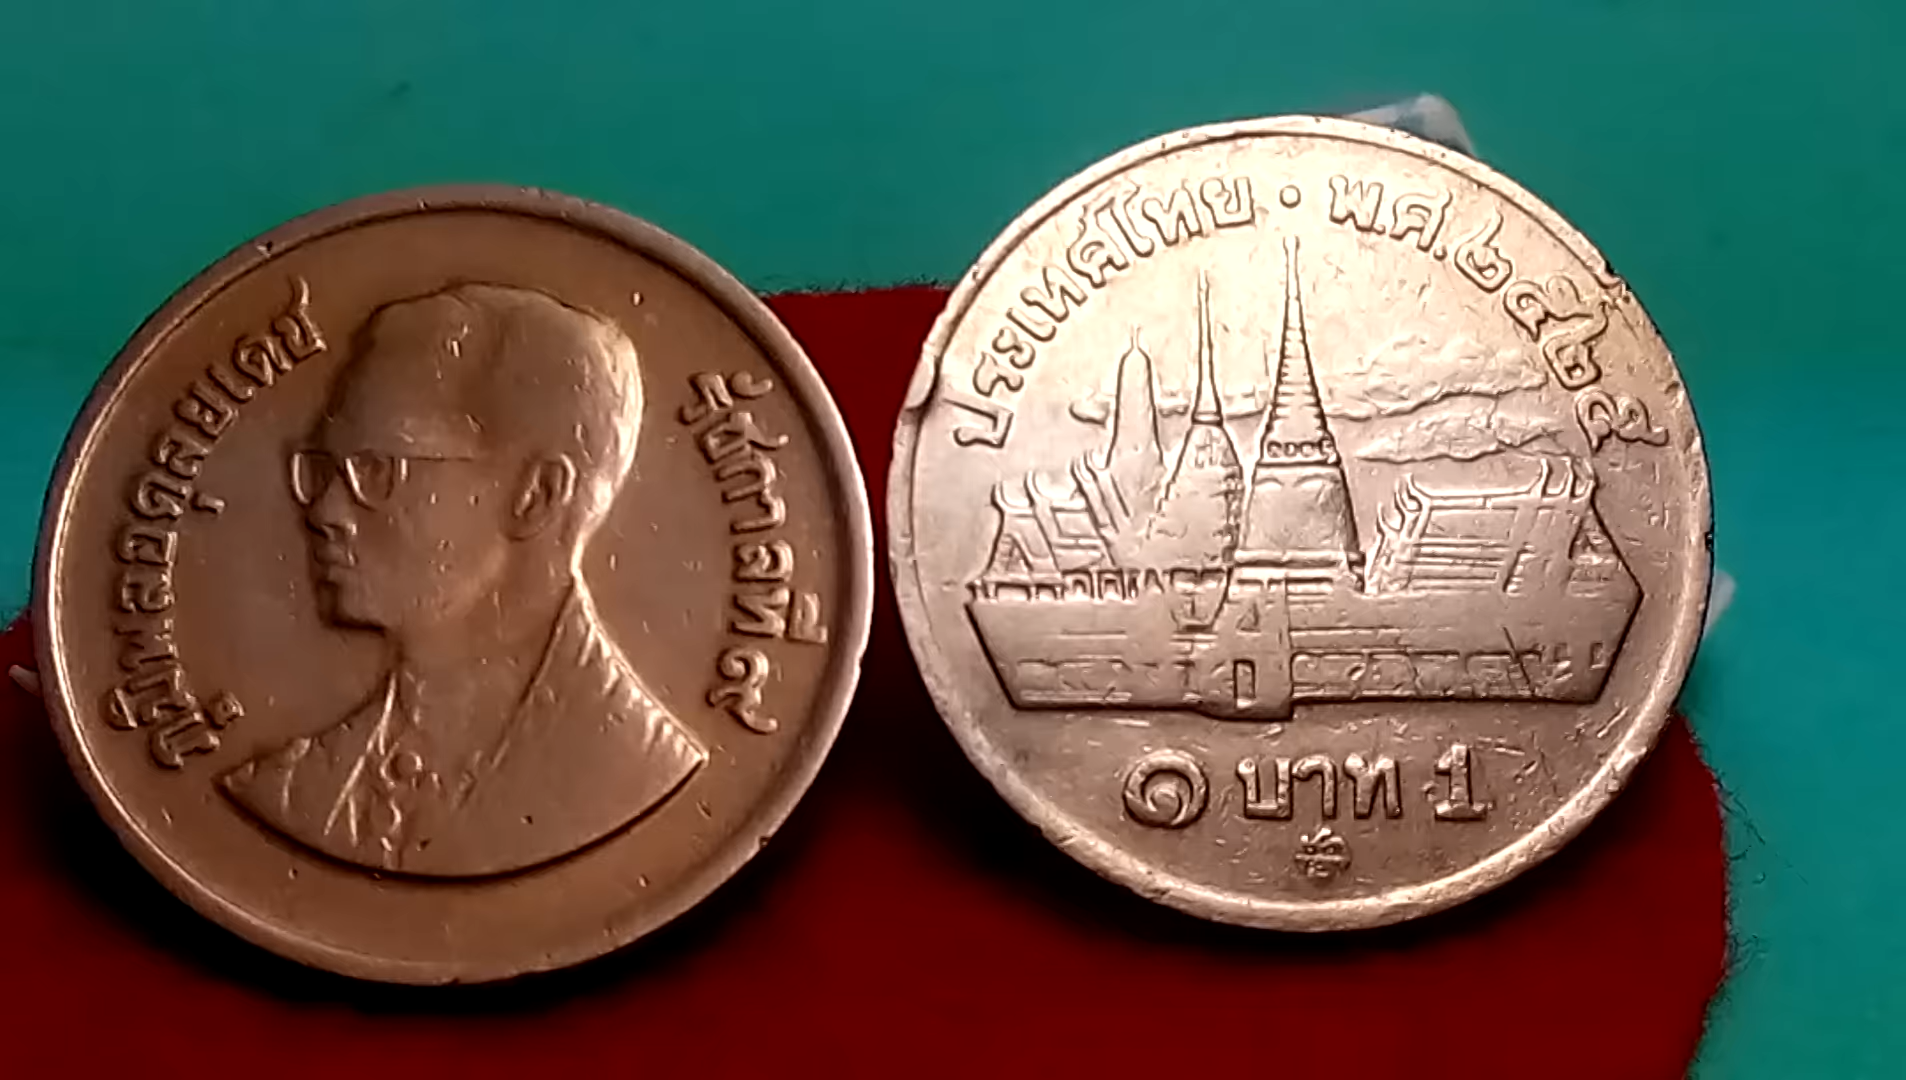 ภูมิพลอดุลยเดช
รัชกาลที่ ๙
ประเทศไทย · พ.ศ.๒๕๒๕
๑ บาท 1